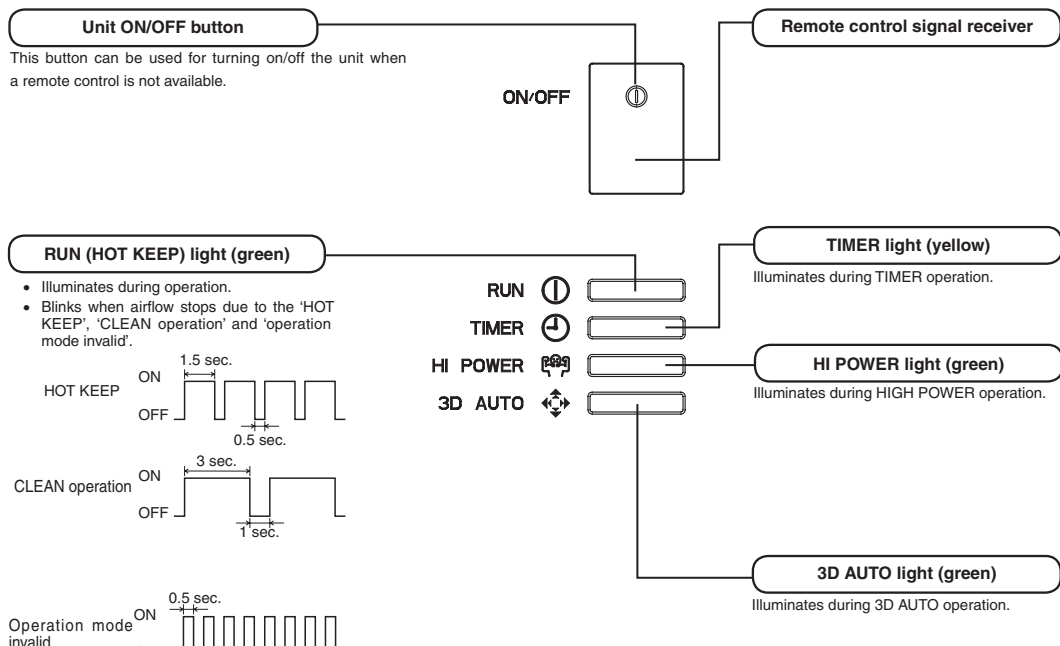 Unit ON/OFF button
This button can be used for turning on/off the unit when
a remote control is not available.
Remote control signal receiver
ON/OFF
RUN (HOT KEEP) light (green)
• Illuminates during operation.
• Blinks when airflow stops due to the ‘HOT
KEEP’, ‘CLEAN operation’ and ‘operation
mode invalid’.
HOT KEEP
1.5 sec.
ON
OFF
0.5 sec.
CLEAN operation
3 sec.
ON
OFF
1 sec.
Operation mode
invalid
0.5 sec.
ON
RUN
TIMER
HI POWER
3D AUTO
TIMER light (yellow)
Illuminates during TIMER operation.
HI POWER light (green)
Illuminates during HIGH POWER operation.
3D AUTO light (green)
Illuminates during 3D AUTO operation.